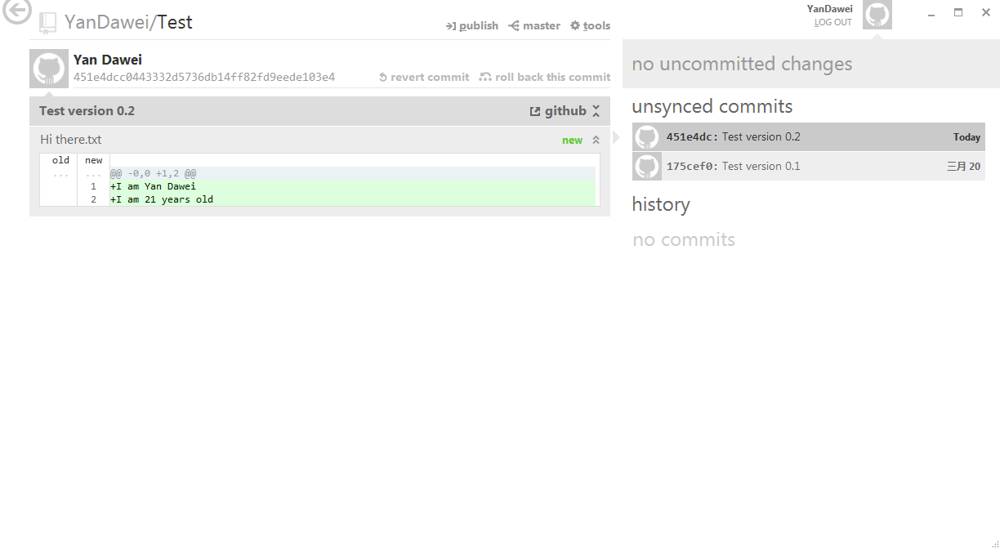 YanDawei/Test
publish master tools
Yan Dawei
451e4dcc0443332d5736db14ff82fd9eede103e4
revert commit roll back this commit
Test version 0.2
github
Hi there.txt
new
old new
... ... @@ -0,0 +1,2 @@
1 +I am Yan Dawei
2 +I am 21 years old
YanDawei
LOG OUT
no uncommitted changes
unsynced commits
451e4dc: Test version 0.2 Today
175cef0: Test version 0.1 三月 20
history
no commits